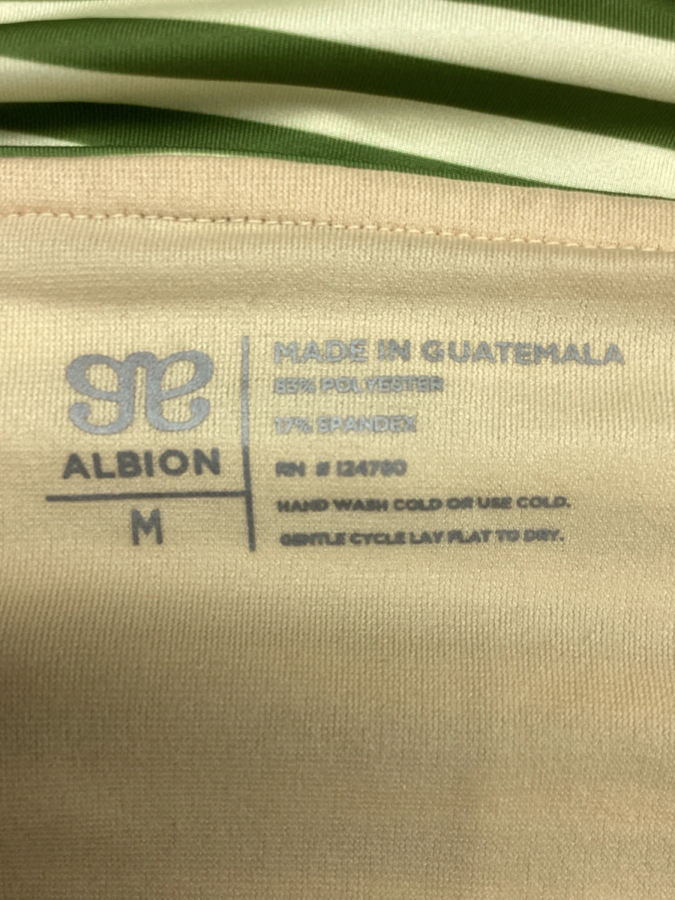 ALBION
M
MADE IN GUATEMALA
83% POLYESTER
17% SPANDEX
RN # 124780
HAND WASH COLD OR USE COLD.
GENTLE CYCLE LAY FLAT TO DRY.